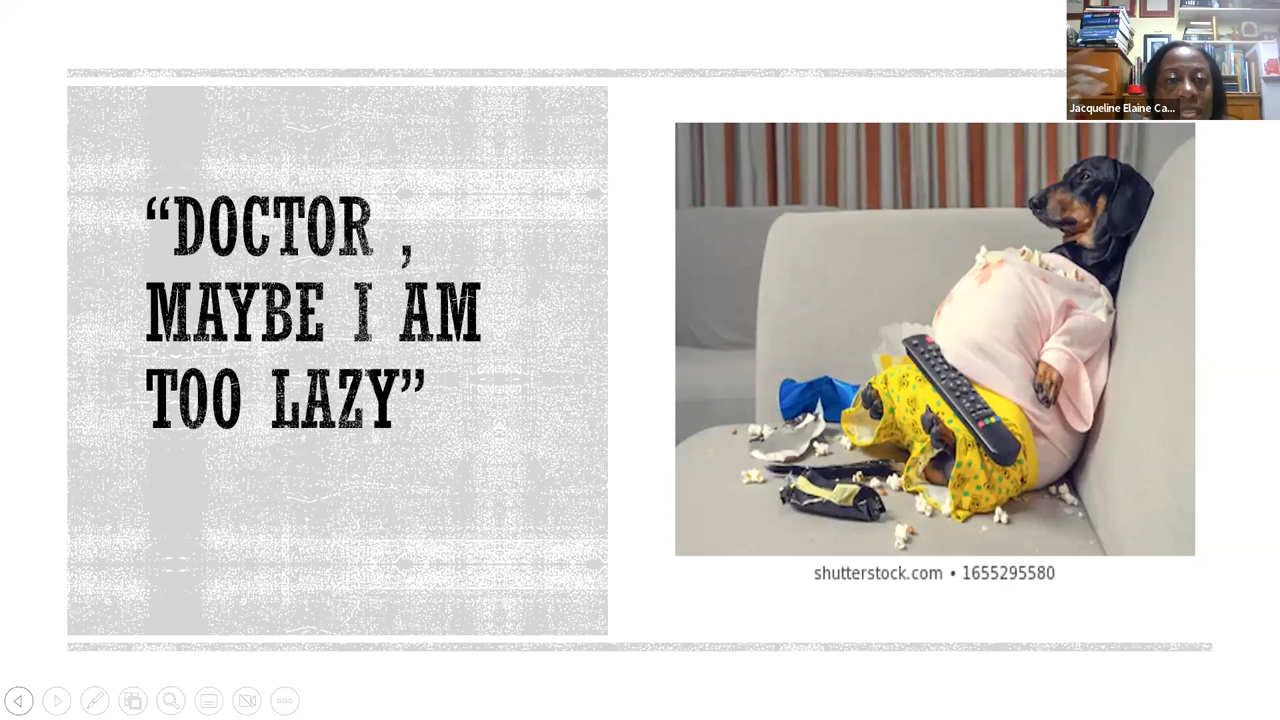 Jacqueline Elaine Ca...
“DOCTOR ,
MAYBE I AM
TOO LAZY”
shutterstock.com • 1655295580